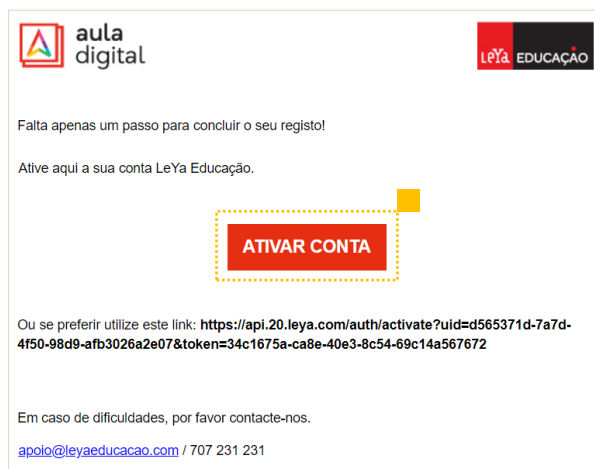 aula
digital
LeYa EDUCAÇÃO
Falta apenas um passo para concluir o seu registo!
Ative aqui a sua conta LeYa Educação.
ATIVAR CONTA
Ou se preferir utilize este link: https://api.20.leya.com/auth/activate?uid=d565371d-7a7d-
4f50-98d9-afb3026a2e07&token=34c1675a-ca8e-40e3-8c54-69c14a567672
Em caso de dificuldades, por favor contacte-nos.
apoio@leyaeducacao.com / 707 231 231